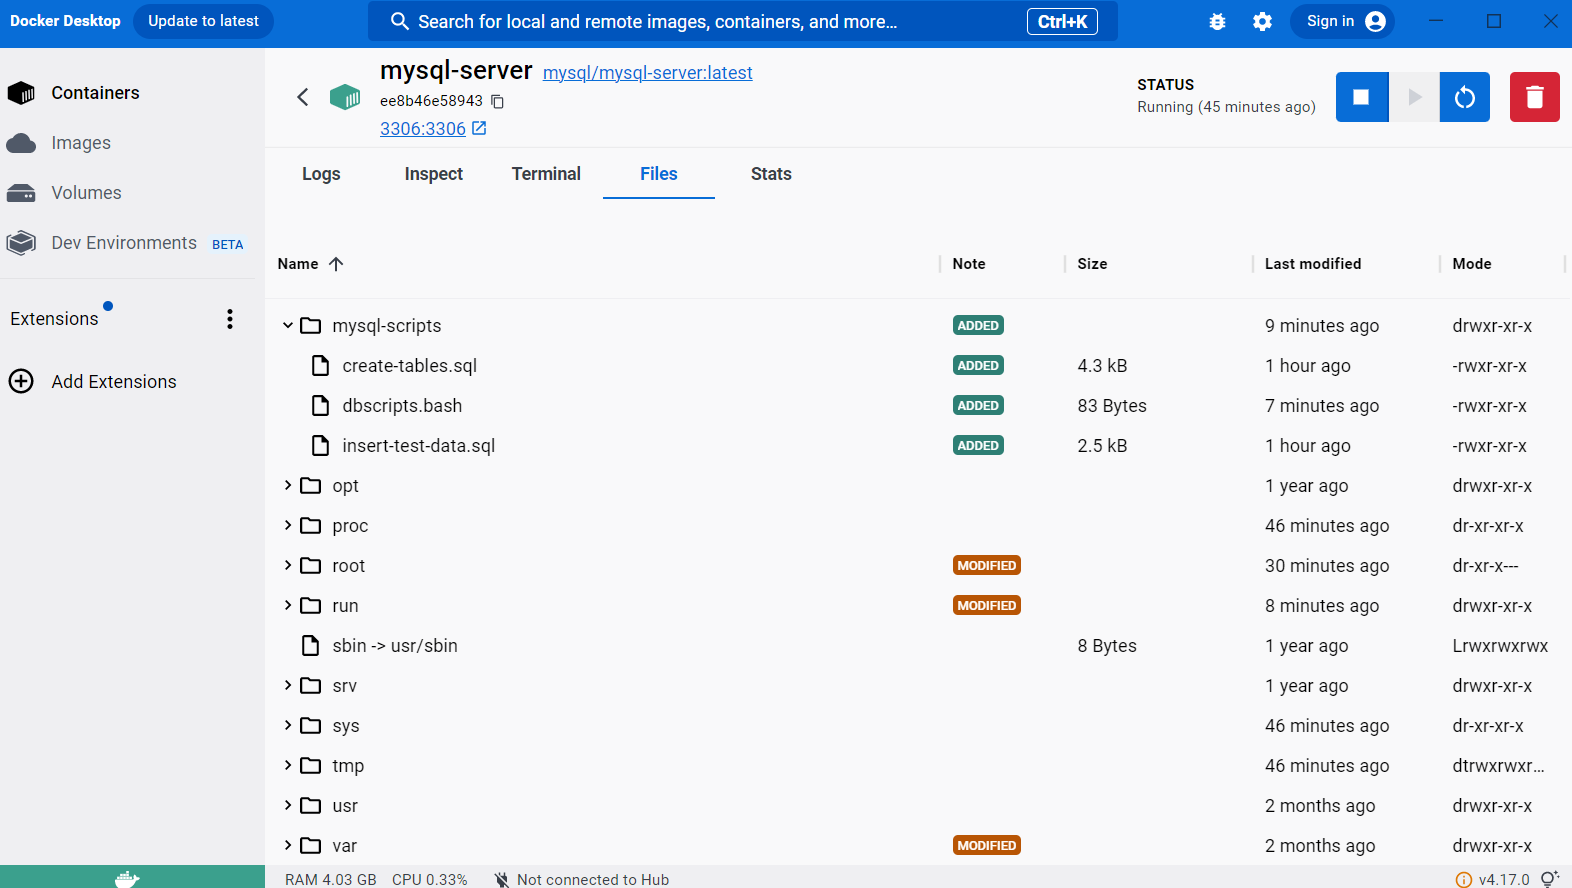 Docker Desktop Update to latest Search for local and remote images, containers, and more... Ctrl+K Sign in
Containers
Images
Volumes
Dev Environments BETA
Extensions
Add Extensions
mysql-server mysql/mysql-server:latest
ee8b46e58943
3306:3306
STATUS
Running (45 minutes ago)
Logs Inspect Terminal Files Stats
Name Note Size Last modified Mode
mysql-scripts ADDED 9 minutes ago drwxr-xr-x
create-tables.sql ADDED 4.3 kB 1 hour ago -rwxr-xr-x
dbscripts.bash ADDED 83 Bytes 7 minutes ago -rwxr-xr-x
insert-test-data.sql ADDED 2.5 kB 1 hour ago -rwxr-xr-x
opt 1 year ago drwxr-xr-x
proc 46 minutes ago dr-xr-xr-x
root MODIFIED 30 minutes ago dr-xr-x---
run MODIFIED 8 minutes ago drwxr-xr-x
sbin -> usr/sbin 8 Bytes 1 year ago Lrwxrwxrwx
srv 1 year ago drwxr-xr-x
sys 46 minutes ago dr-xr-xr-x
tmp 46 minutes ago dtrwxrwxr...
usr 2 months ago drwxr-xr-x
var MODIFIED 2 months ago drwxr-xr-x
RAM 4.03 GB CPU 0.33% Not connected to Hub v4.17.0